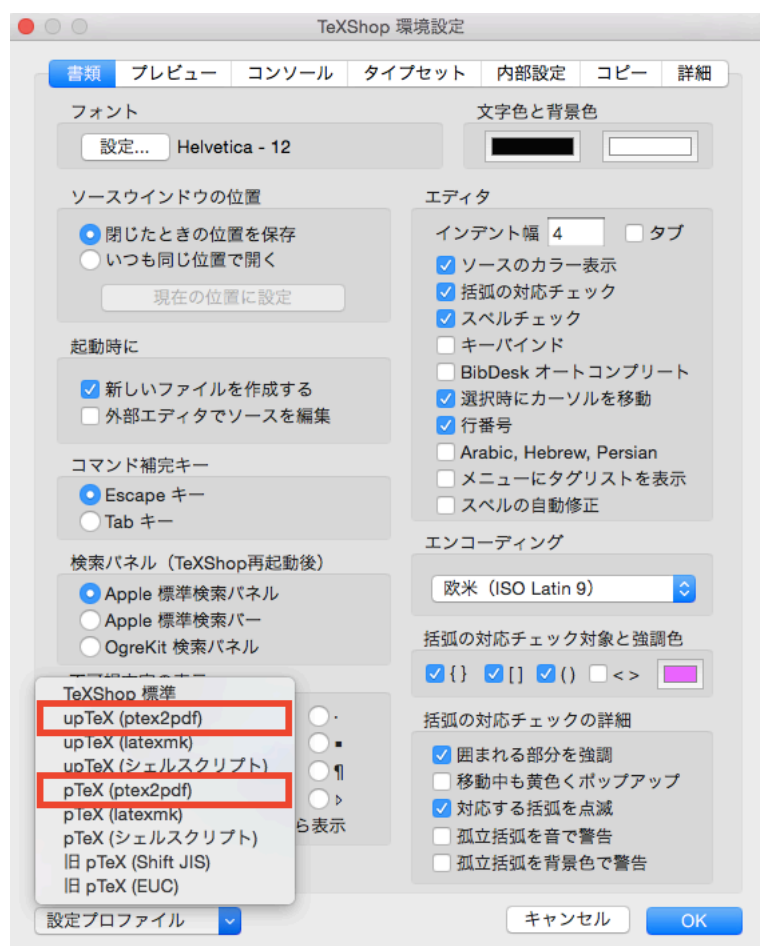 TeXShop 環境設定
書類 プレビュー コンソール タイプセット 内部設定 コピー 詳細
フォント
設定... Helvetica - 12
文字色と背景色
ソースウインドウの位置
閉じたときの位置を保存
いつも同じ位置で開く
現在の位置に設定
起動時に
新しいファイルを作成する
外部エディタでソースを編集
コマンド補完キー
Escape キー
Tab キー
検索パネル（TeXShop再起動後）
Apple 標準検索パネル
Apple 標準検索バー
OgreKit 検索パネル
TeXShop 標準
upTeX (ptex2pdf)
upTeX (latexmk)
upTeX (シェルスクリプト)
pTeX (ptex2pdf)
pTeX (latexmk)
pTeX (シェルスクリプト)
旧 pTeX (Shift JIS)
旧 pTeX (EUC)
¶
ら表示
設定プロファイル
エディタ
インデント幅 4 タブ
ソースのカラー表示
括弧の対応チェック
スペルチェック
キーバインド
BibDesk オートコンプリート
選択時にカーソルを移動
行番号
Arabic, Hebrew, Persian
メニューにタグリストを表示
スペルの自動修正
エンコーディング
欧米（ISO Latin 9）
括弧の対応チェック対象と強調色
{ } [ ] ( ) < >
括弧の対応チェックの詳細
囲まれる部分を強調
移動中も黄色くポップアップ
対応する括弧を点滅
孤立括弧を音で警告
孤立括弧を背景色で警告
キャンセル OK